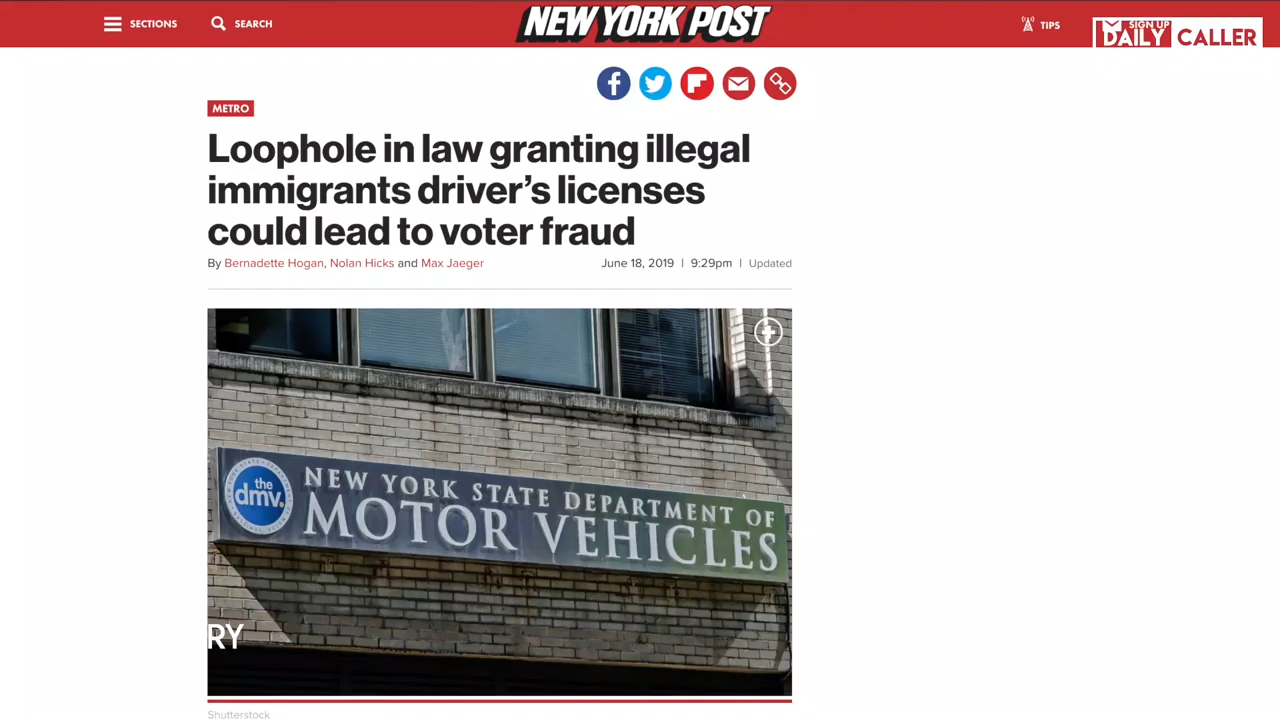 SECTIONS
SEARCH
NEW YORK POST
TIPS
SIGN UP
DAILY CALLER
METRO
Loophole in law granting illegal
immigrants driver's licenses
could lead to voter fraud
By Bernadette Hogan, Nolan Hicks and Max Jaeger
June 18, 2019 | 9:29pm | Updated
the
dmv.
NEW YORK STATE DEPARTMENT OF
MOTOR VEHICLES
RY
Shutterstock